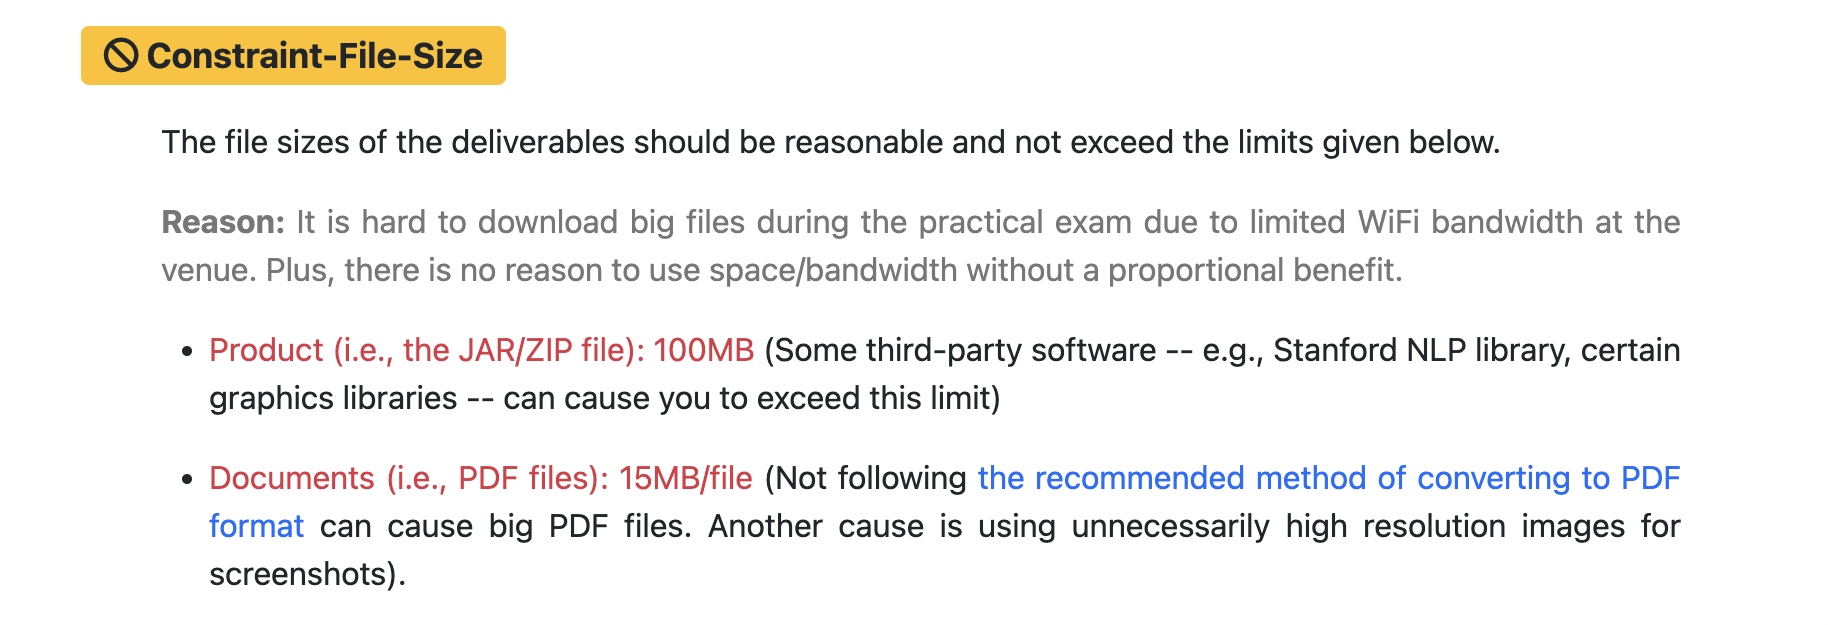 Constraint-File-Size
The file sizes of the deliverables should be reasonable and not exceed the limits given below.
Reason: It is hard to download big files during the practical exam due to limited WiFi bandwidth at the
venue. Plus, there is no reason to use space/bandwidth without a proportional benefit.
• Product (i.e., the JAR/ZIP file): 100MB (Some third-party software -- e.g., Stanford NLP library, certain
graphics libraries -- can cause you to exceed this limit)
• Documents (i.e., PDF files): 15MB/file (Not following the recommended method of converting to PDF
format can cause big PDF files. Another cause is using unnecessarily high resolution images for
screenshots).